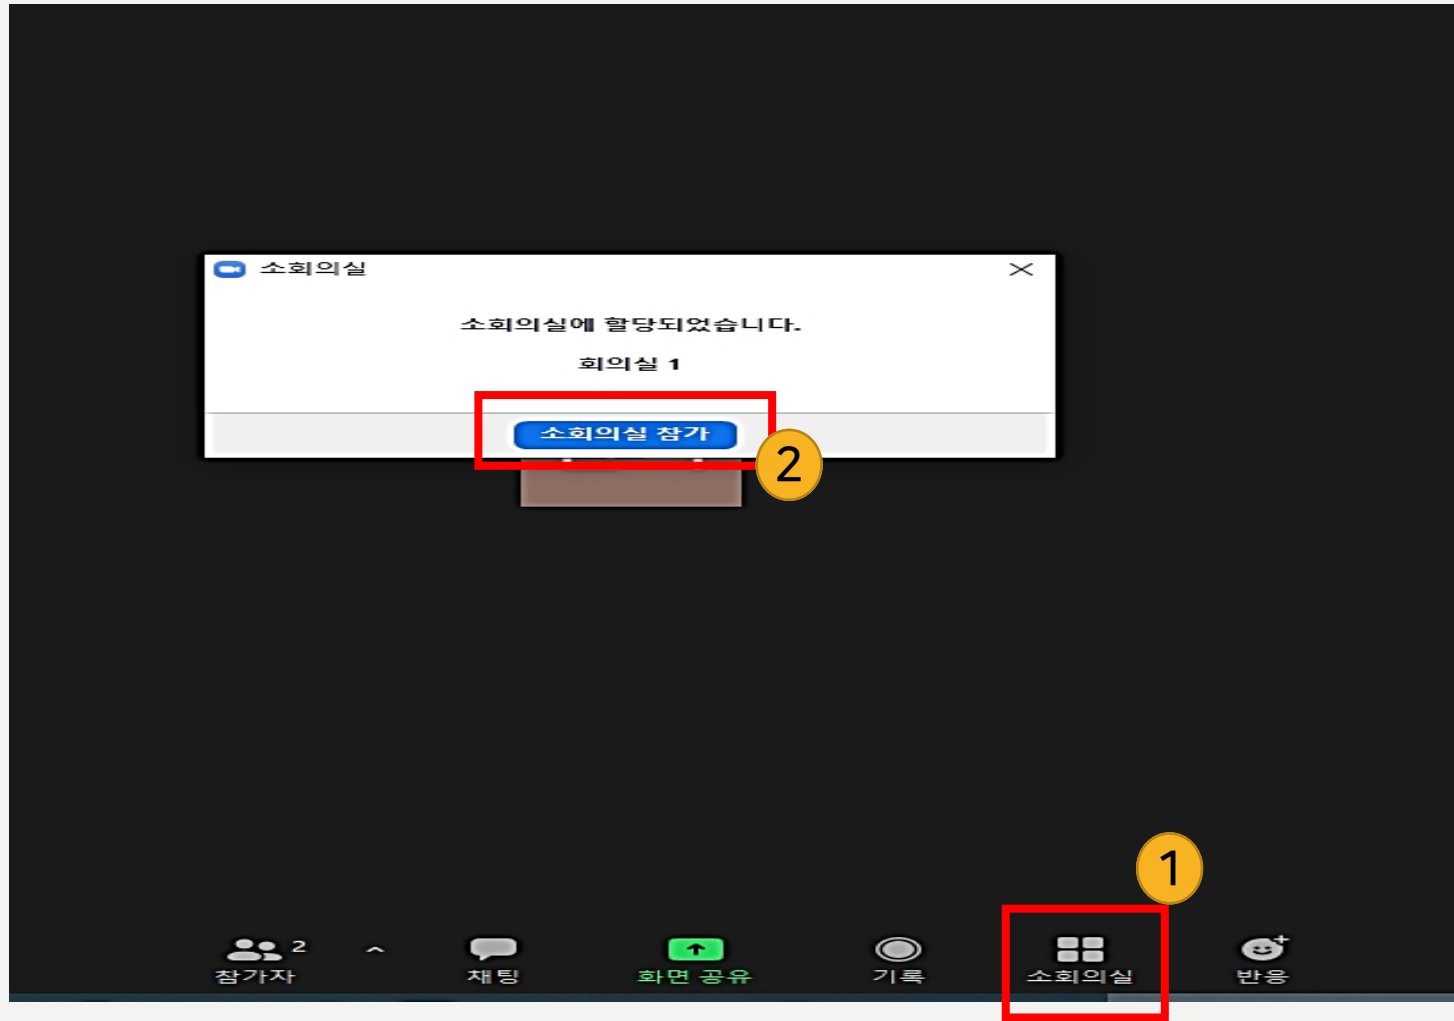 소회의실
소회의실에 할당되었습니다.
회의실 1
소회의실 참가
2
1
2
참가자
채팅
화면 공유
기록
소회의실
반응